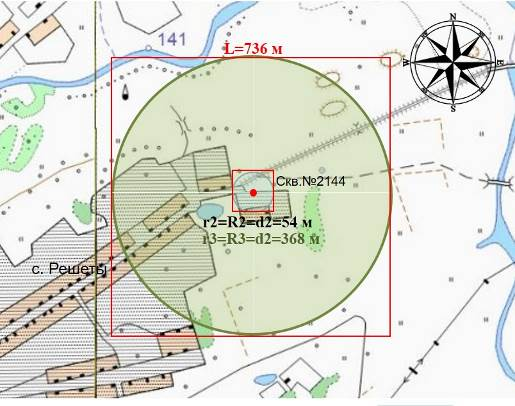 141
L=736 м
N
W
E
S
Скв.№2144
r2=R2=d2=54 м
r3=R3=d2=368 м
с. Решеты